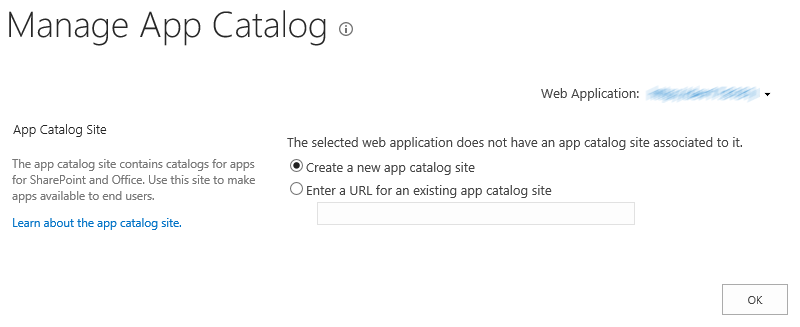 Manage App Catalog
Web Application:
App Catalog Site
The app catalog site contains catalogs for apps
for SharePoint and Office. Use this site to make
apps available to end users.
Learn about the app catalog site.
The selected web application does not have an app catalog site associated to it.
Create a new app catalog site
Enter a URL for an existing app catalog site
OK